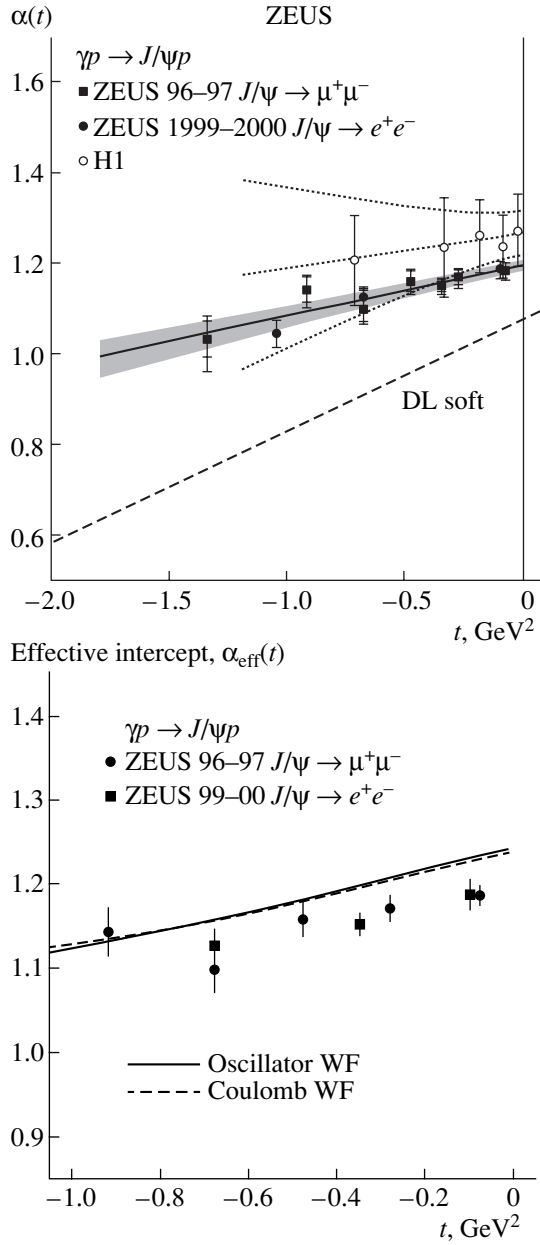 α(t) ZEUS
1.6
γp → J/ψp
ZEUS 96–97 J/ψ → μ⁺μ⁻
ZEUS 1999–2000 J/ψ → e⁺e⁻
H1
1.4
1.2
1.0
DL soft
0.8
0.6
−2.0 −1.5 −1.0 −0.5 0
t, GeV²
Effective intercept, α_eff(t)
1.4
γp → J/ψp
ZEUS 96–97 J/ψ → μ⁺μ⁻
ZEUS 99–00 J/ψ → e⁺e⁻
1.3
1.2
1.1
1.0
Oscillator WF
Coulomb WF
0.9
−1.0 −0.8 −0.6 −0.4 −0.2 0
t, GeV²